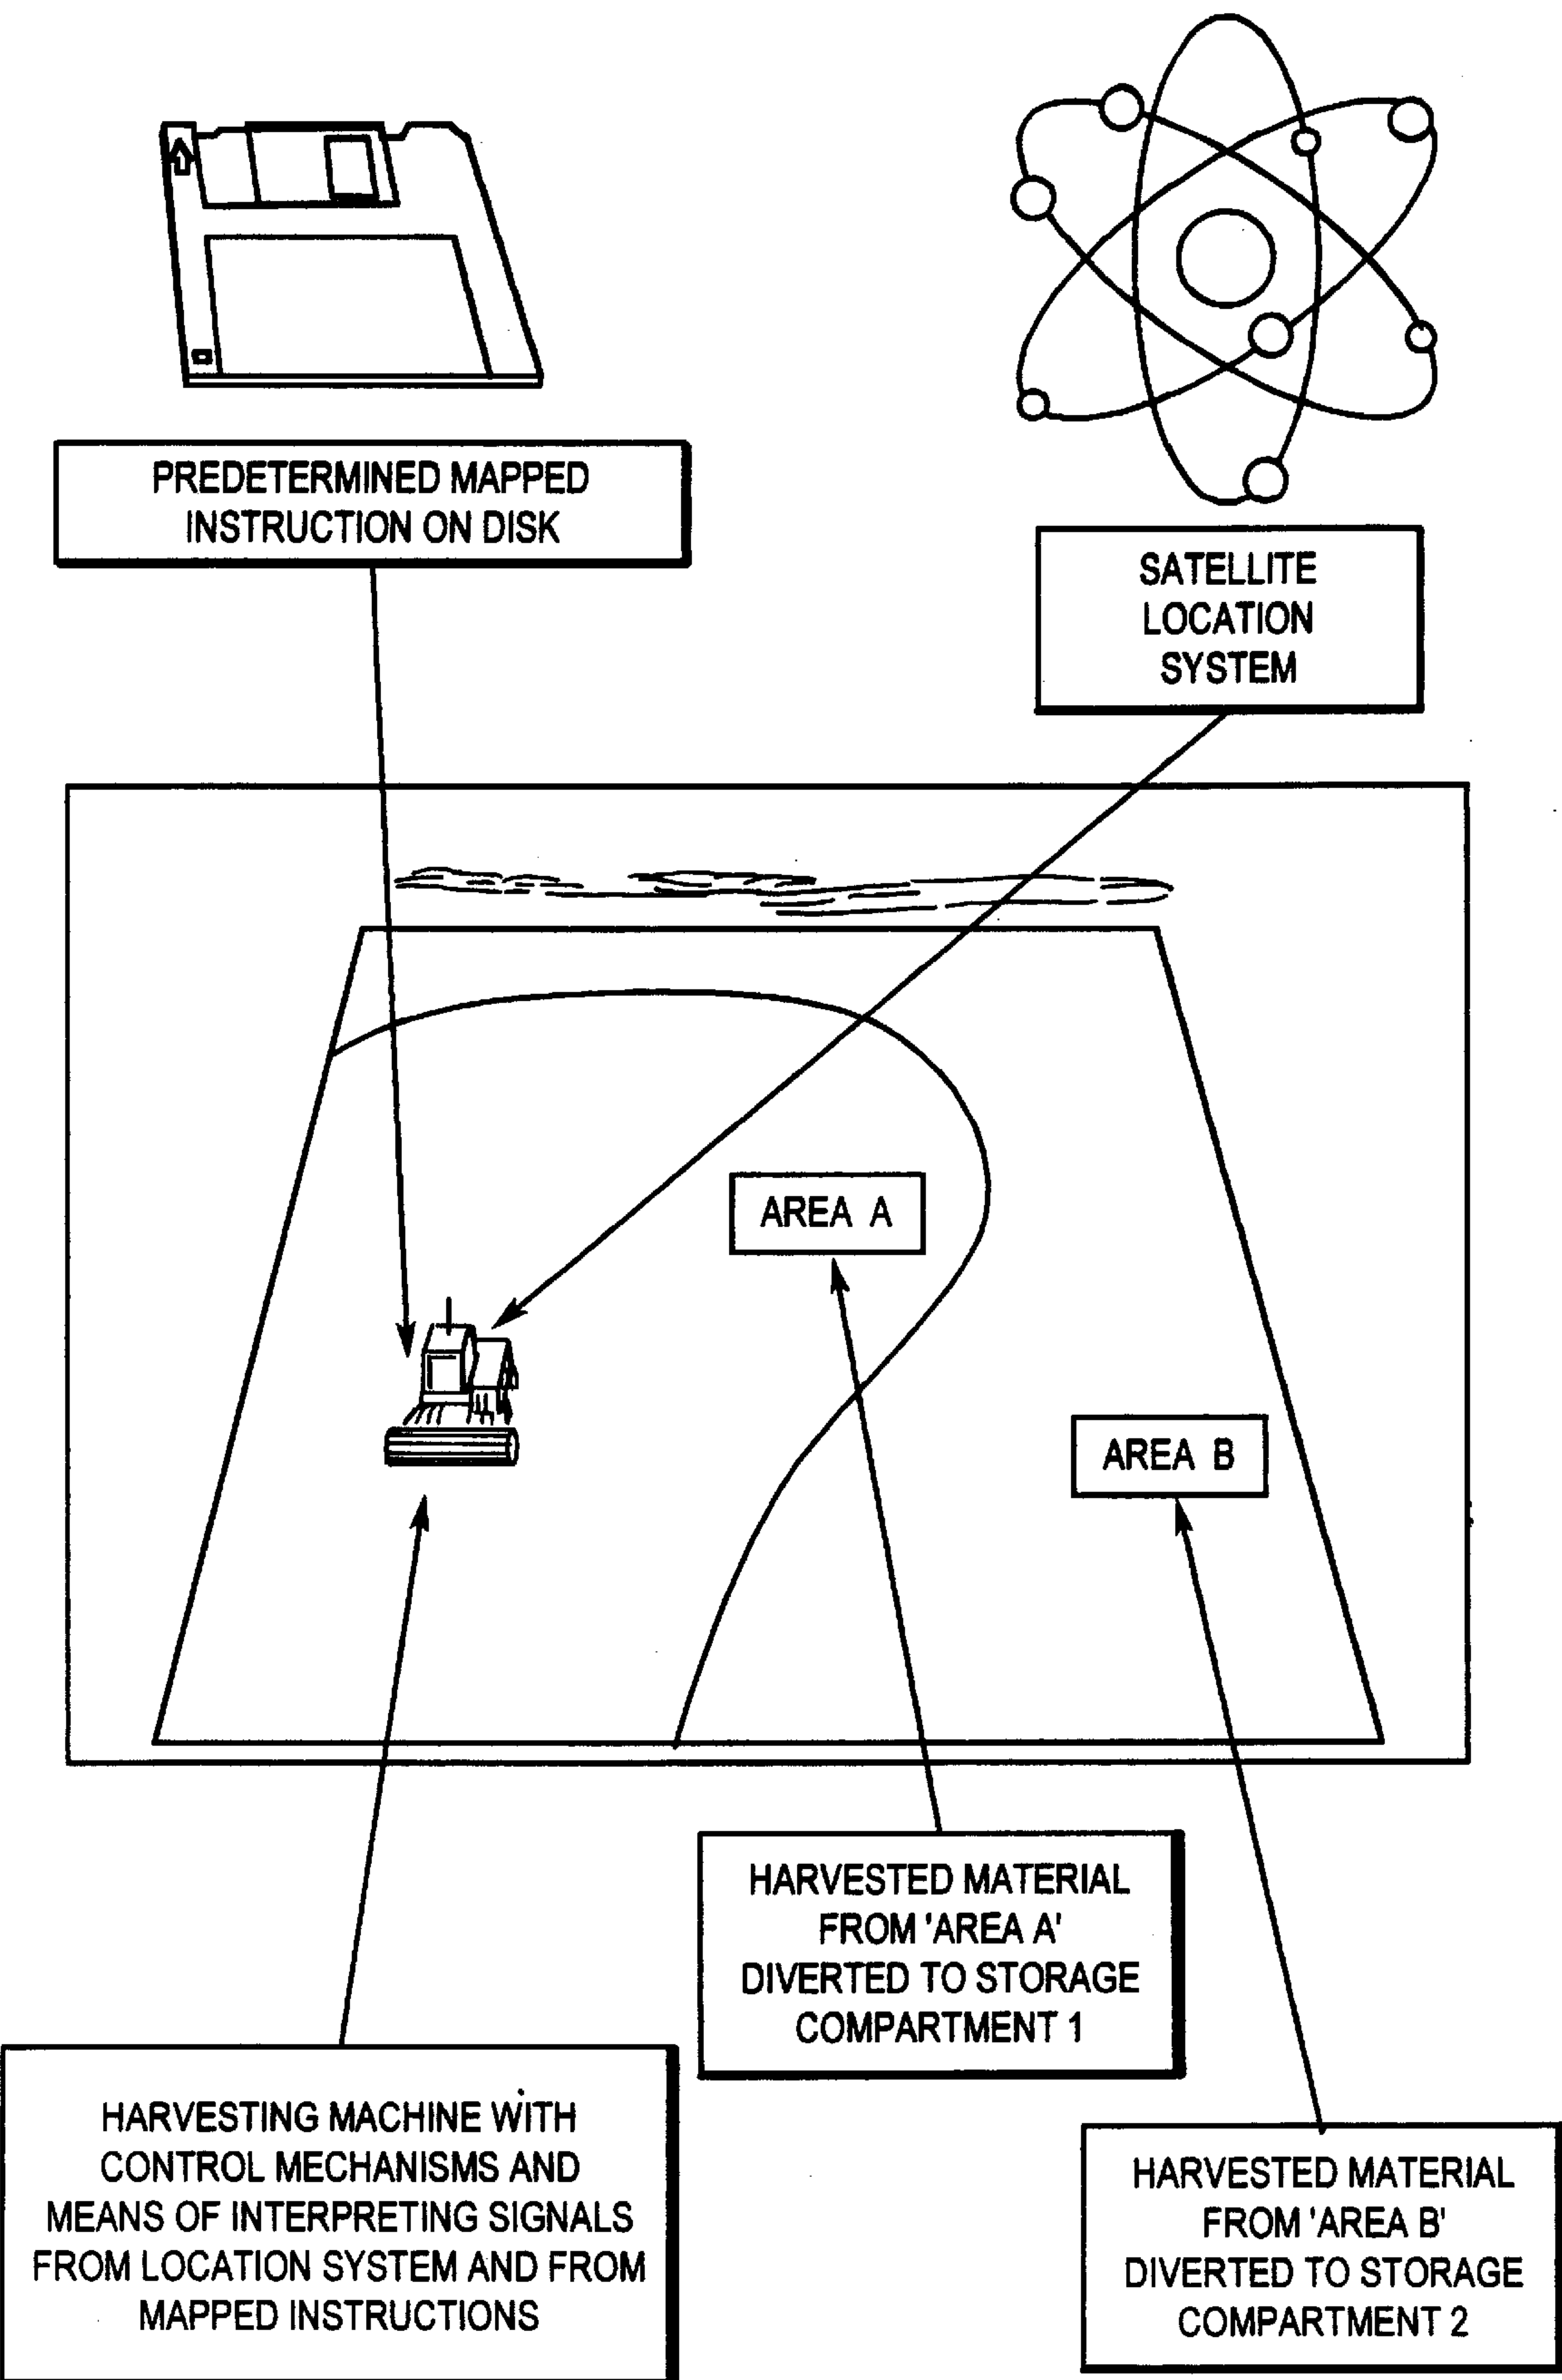 PREDETERMINED MAPPED
INSTRUCTION ON DISK
SATELLITE
LOCATION
SYSTEM
AREA A
AREA B
HARVESTED MATERIAL
FROM 'AREA A'
DIVERTED TO STORAGE
COMPARTMENT 1
HARVESTING MACHINE WITH
CONTROL MECHANISMS AND
MEANS OF INTERPRETING SIGNALS
FROM LOCATION SYSTEM AND FROM
MAPPED INSTRUCTIONS
HARVESTED MATERIAL
FROM 'AREA B'
DIVERTED TO STORAGE
COMPARTMENT 2